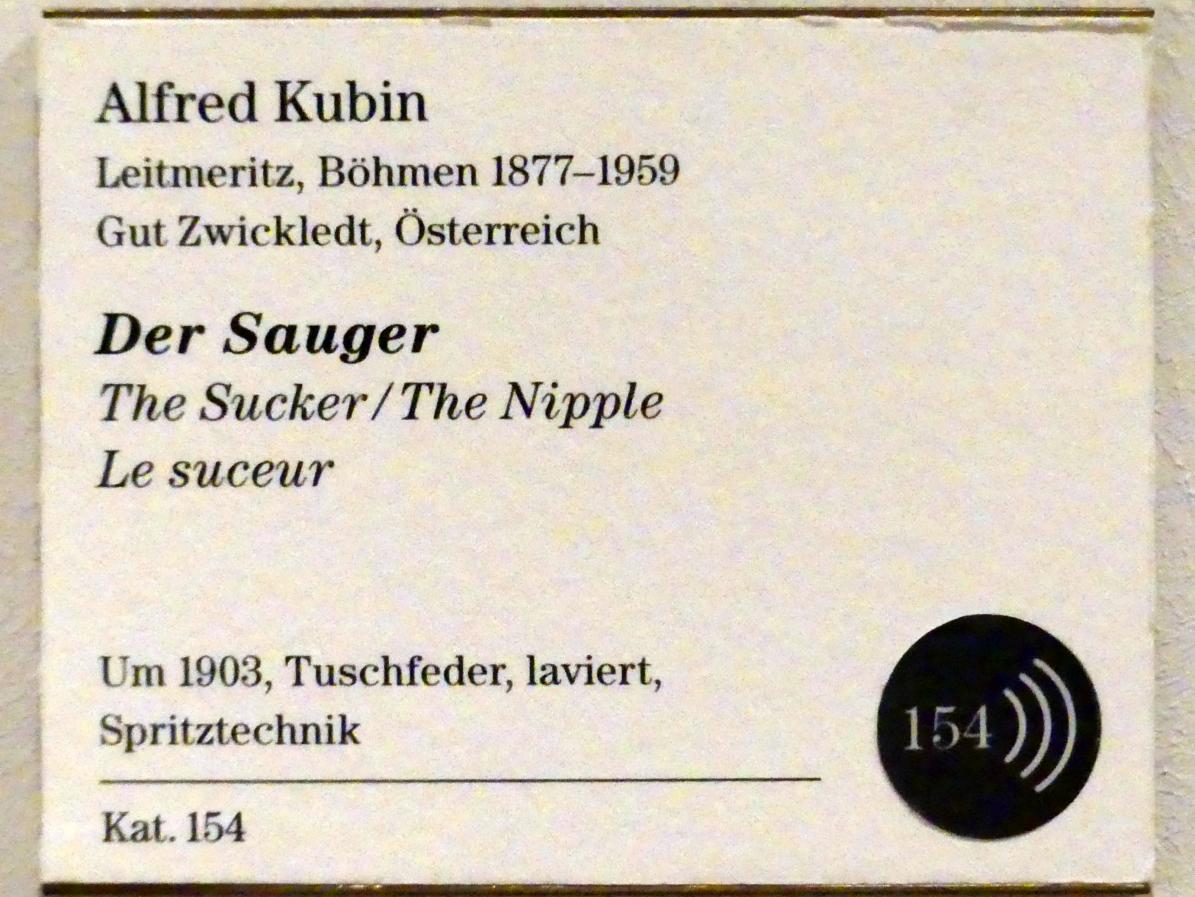 Alfred Kubin
Leitmeritz, Böhmen 1877–1959
Gut Zwickledt, Österreich
Der Sauger
The Sucker/The Nipple
Le suceur
Um 1903, Tuschfeder, laviert,
Spritztechnik
Kat. 154
154